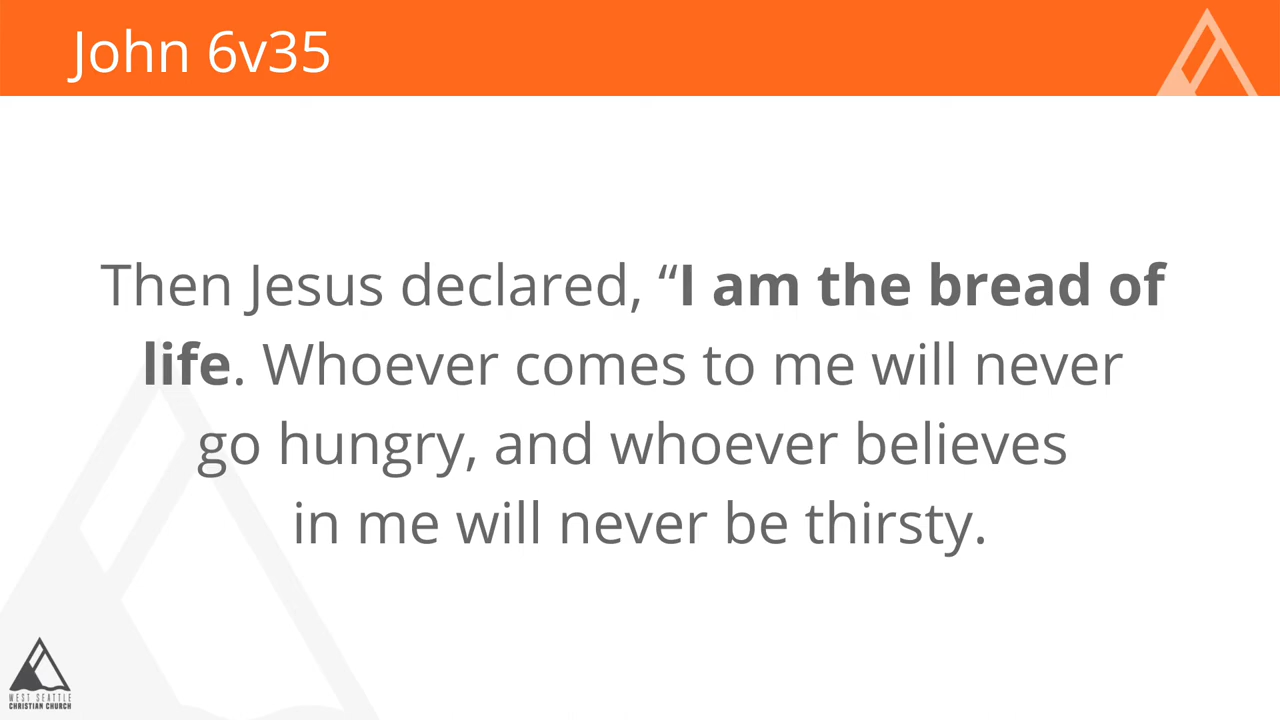 John 6v35
Then Jesus declared, “I am the bread of
life. Whoever comes to me will never
go hungry, and whoever believes
in me will never be thirsty.
WEST SEATTLE
CHRISTIAN CHURCH